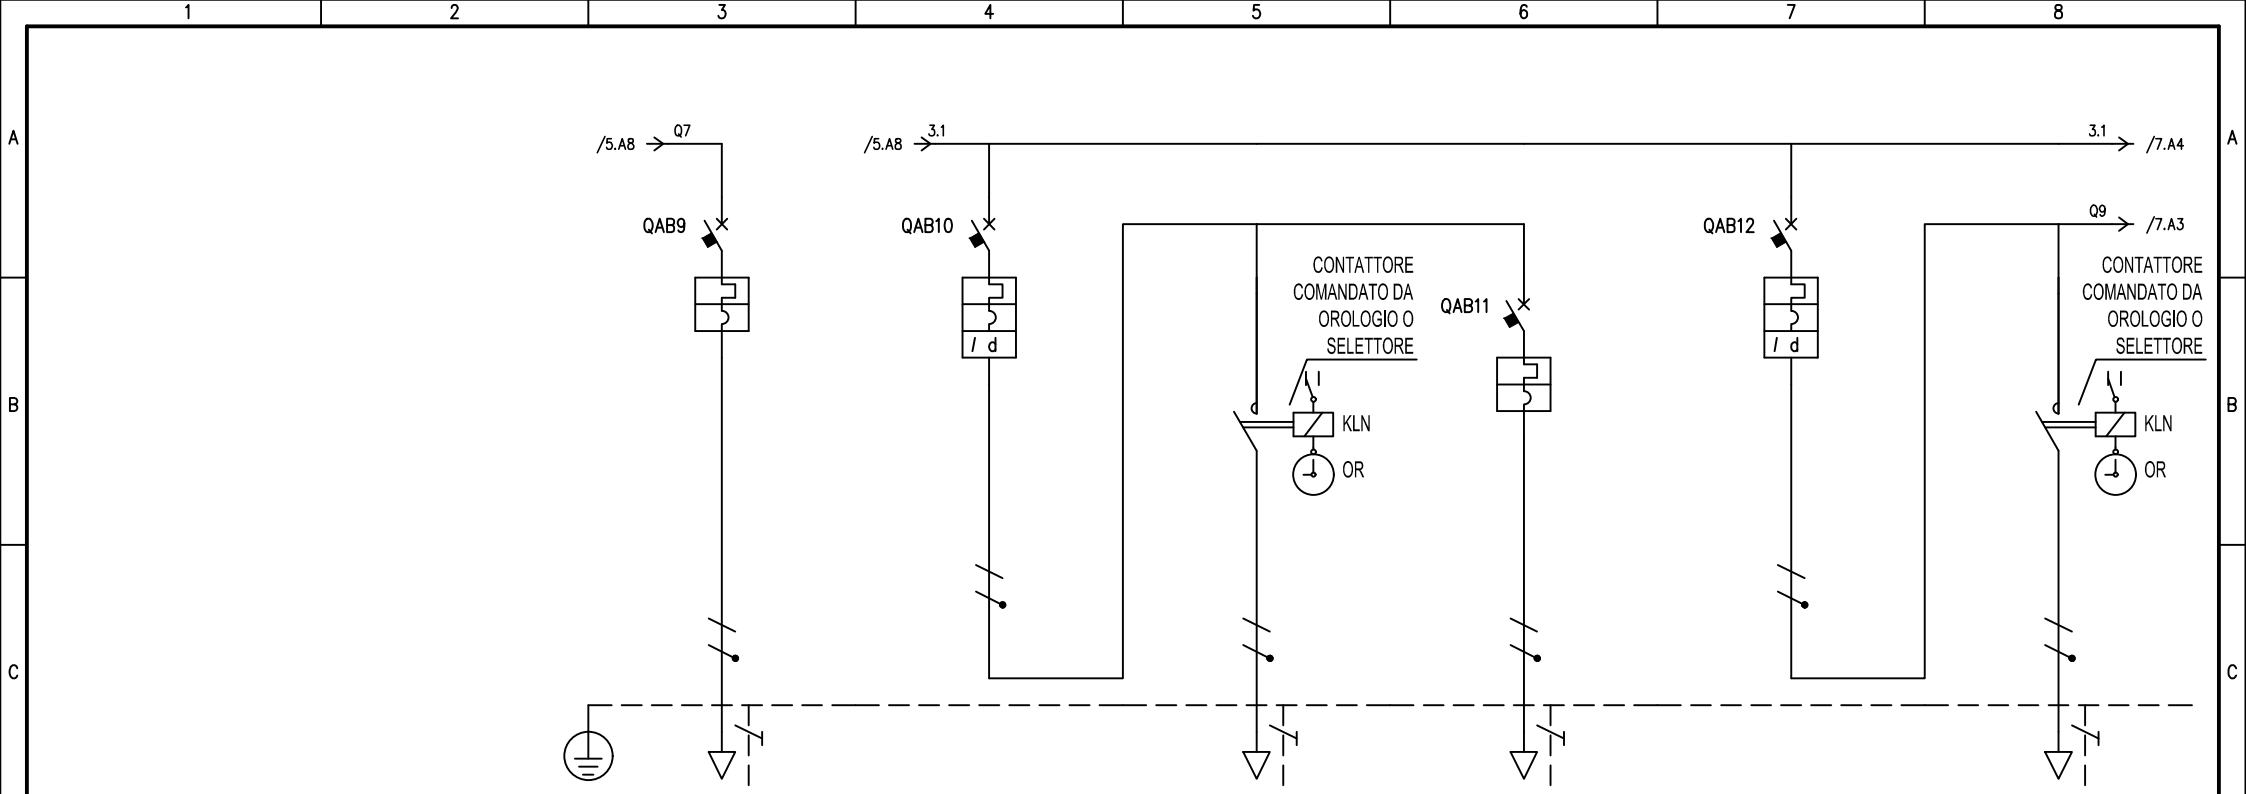 1 2 3 4 5 6 7 8
A A
Q7
/5.A8
3.1
/5.A8
3.1
/7.A4
QAB9
QAB10
QAB12
Q9
/7.A3
CONTATTORE
COMANDATO DA
OROLOGIO O
SELETTORE
QAB11
CONTATTORE
COMANDATO DA
OROLOGIO O
SELETTORE
I d
I d
B B
KLN
OR
KLN
OR
C C